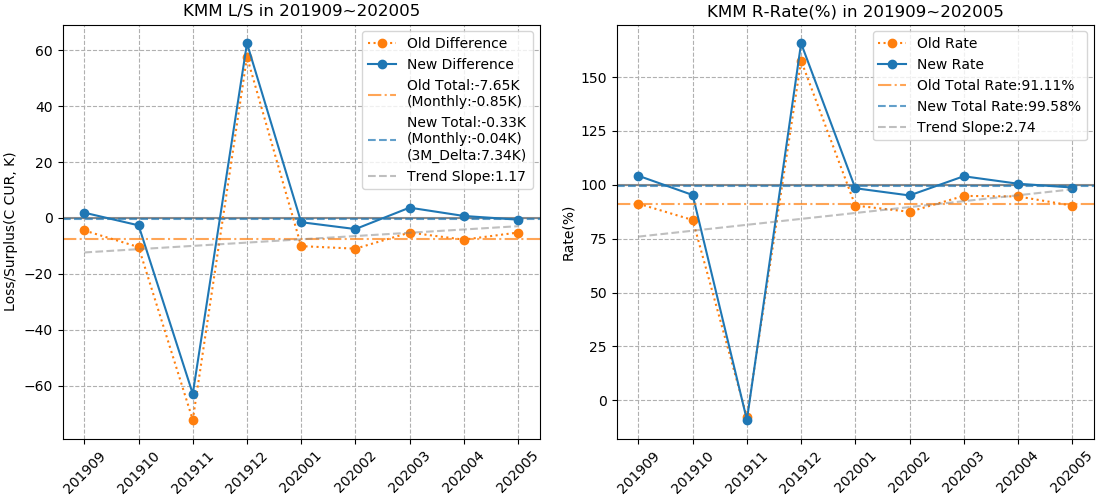 KMM L/S in 201909~202005
Loss/Surplus(C CUR, K)
60
40
20
0
−20
−40
−60
Old Difference
New Difference
Old Total:-7.65K
(Monthly:-0.85K)
New Total:-0.33K
(Monthly:-0.04K)
(3M_Delta:7.34K)
Trend Slope:1.17
201909
201910
201911
201912
202001
202002
202003
202004
202005
KMM R-Rate(%) in 201909~202005
Rate(%)
150
125
100
75
50
25
0
Old Rate
New Rate
Old Total Rate:91.11%
New Total Rate:99.58%
Trend Slope:2.74
201909
201910
201911
201912
202001
202002
202003
202004
202005